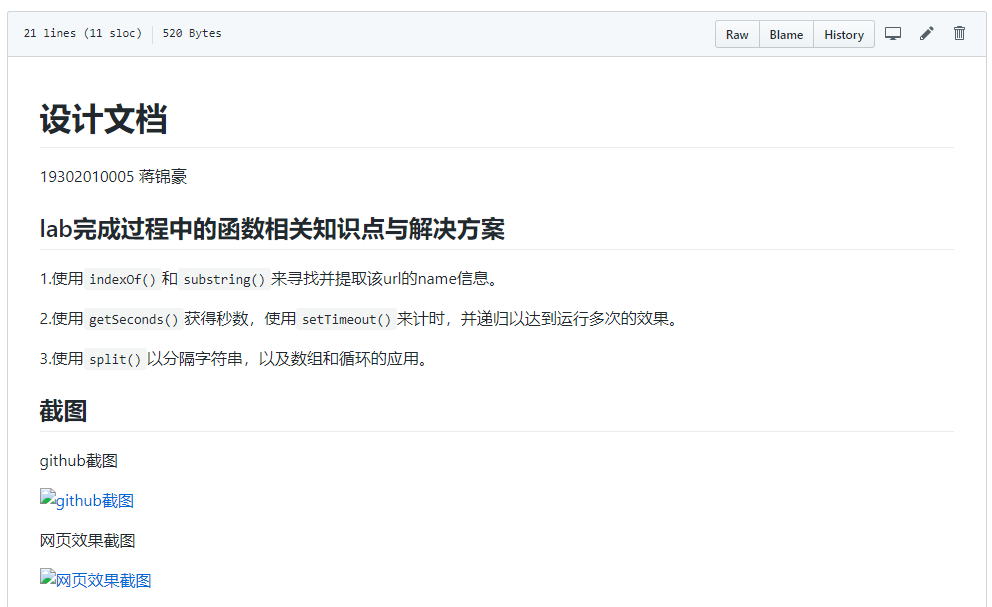 21 lines (11 sloc) 520 Bytes Raw Blame History
设计文档
19302010005 蒋锦豪
lab完成过程中的函数相关知识点与解决方案
1.使用 indexOf() 和 substring() 来寻找并提取该url的name信息。
2.使用 getSeconds() 获得秒数，使用 setTimeout() 来计时，并递归以达到运行多次的效果。
3.使用 split() 以分隔字符串，以及数组和循环的应用。
截图
github截图
github截图
网页效果截图
网页效果截图